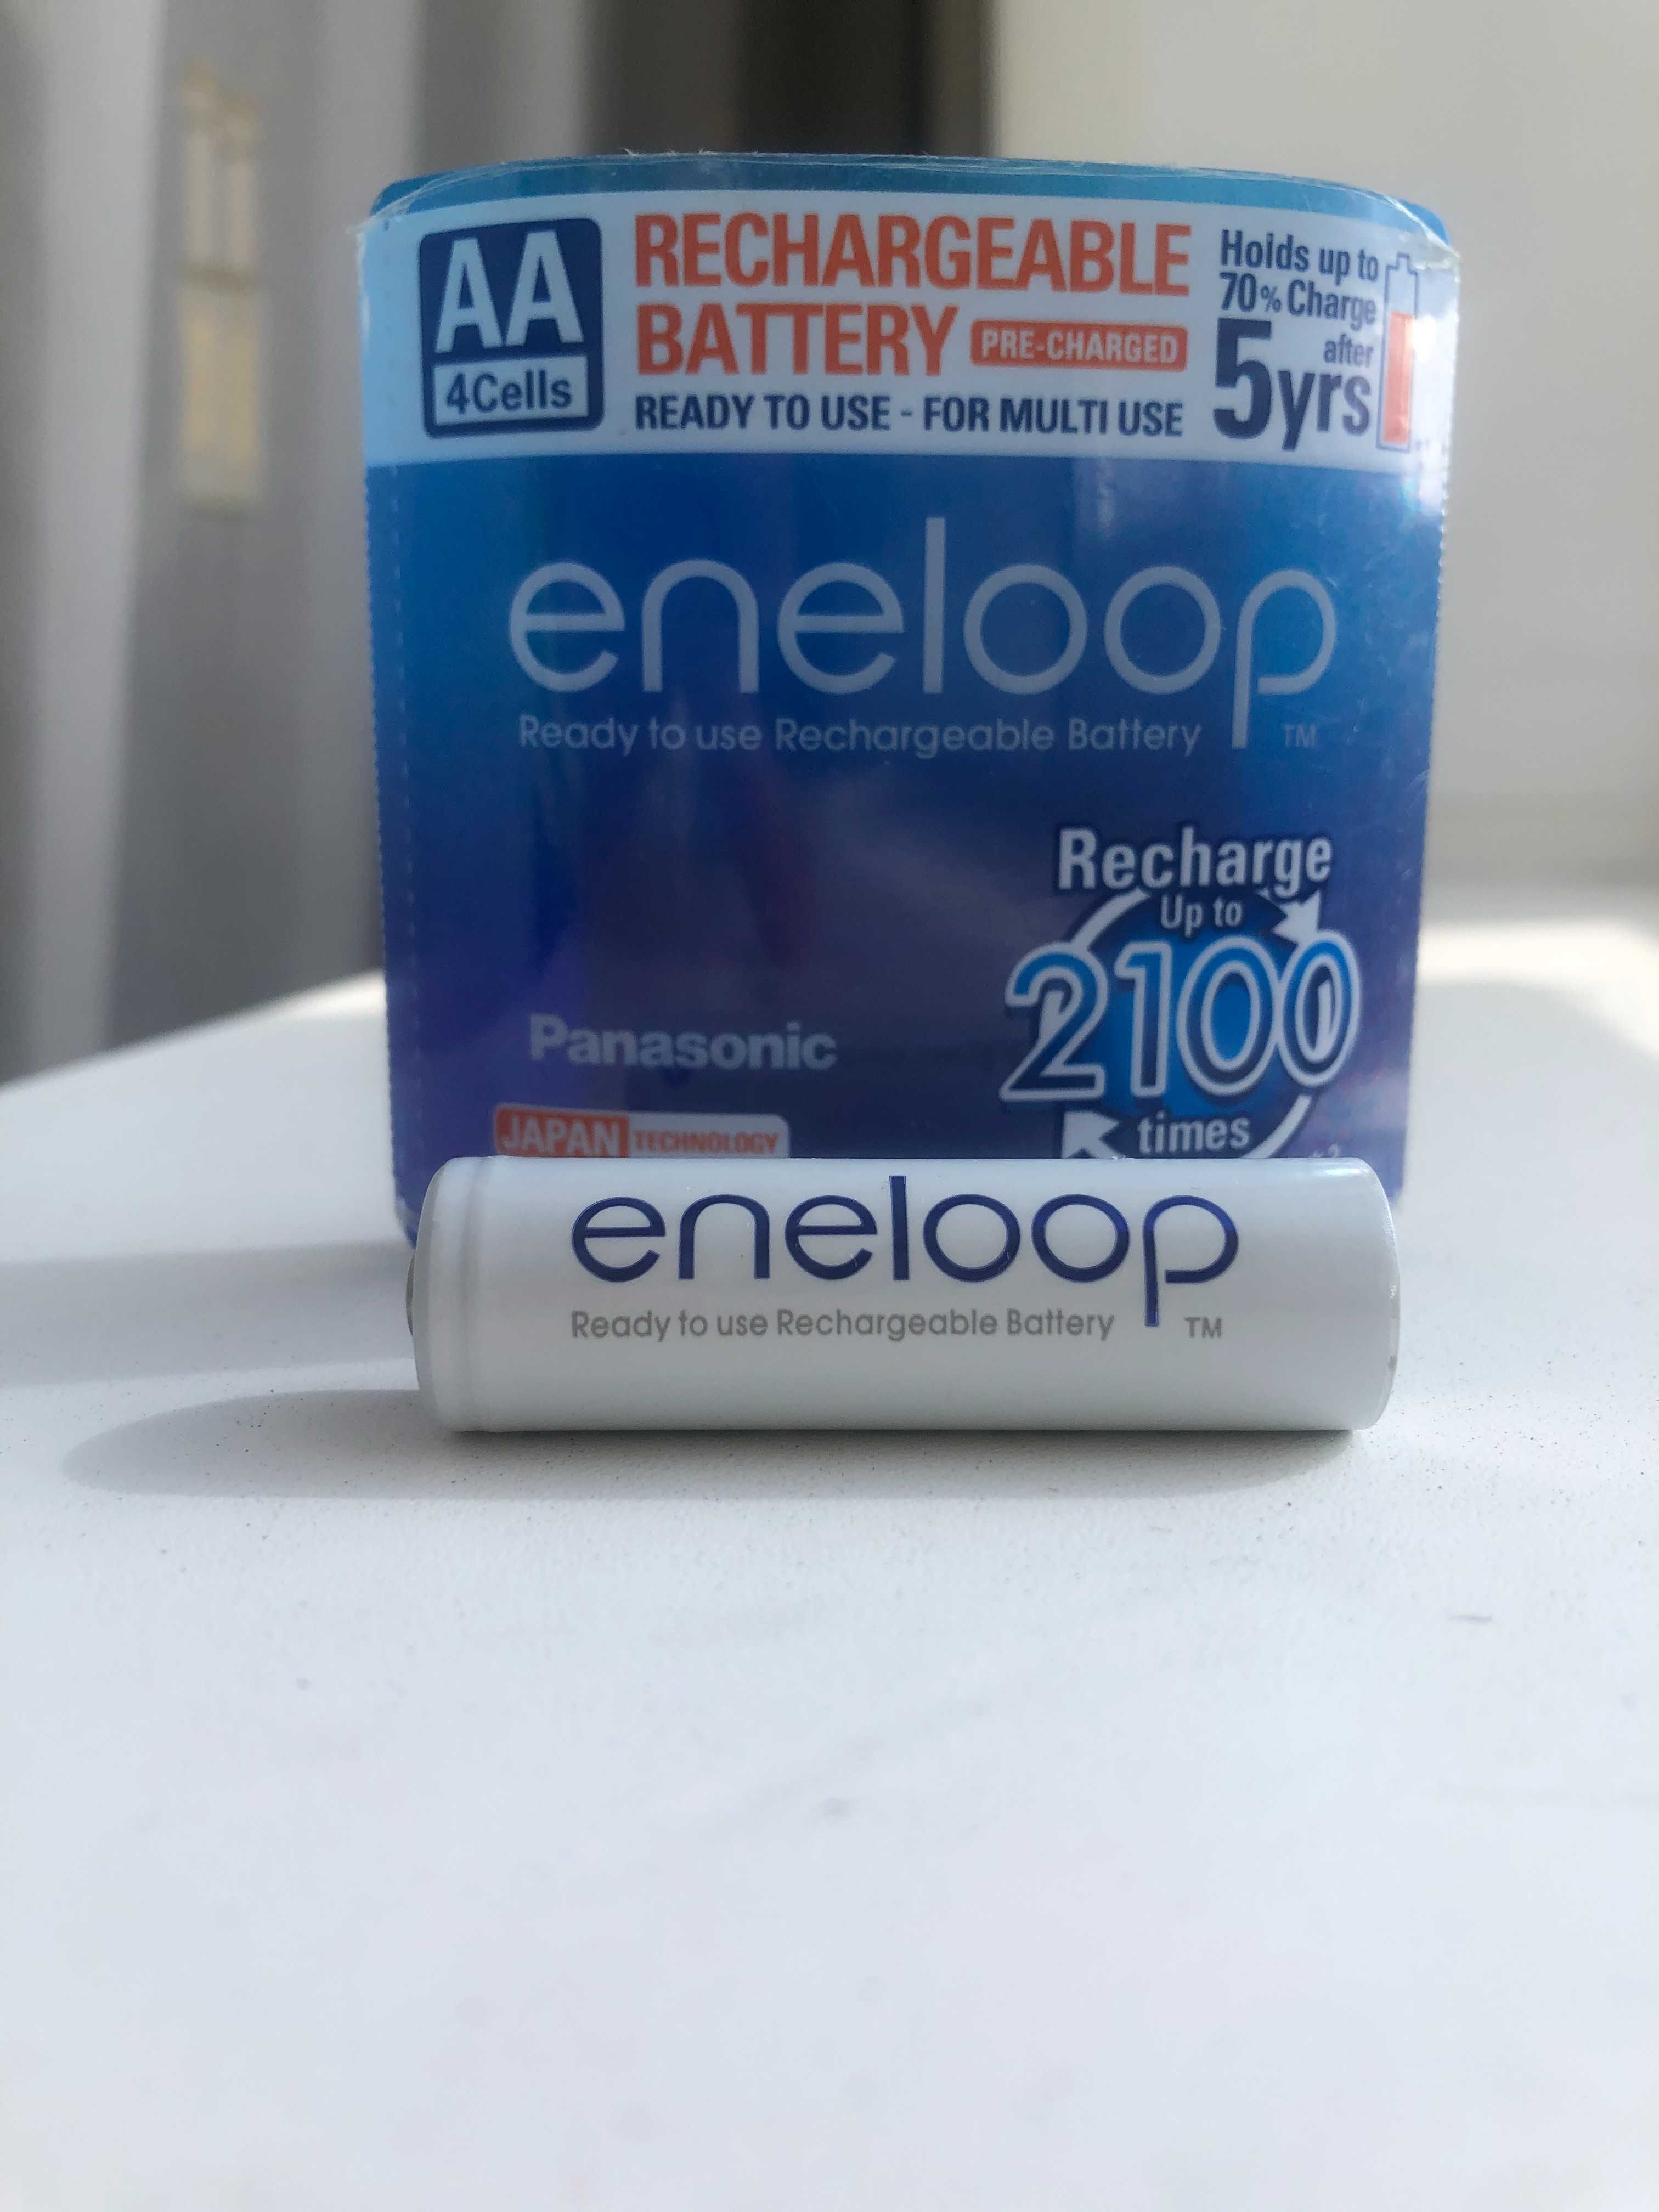 AA
4Cells
RECHARGEABLE
BATTERY PRE-CHARGED
READY TO USE - FOR MULTI USE
Holds up to
70% Charge
after
5yrs
eneloop
Ready to use Rechargeable Battery TM
Recharge
Up to
2100
times
Panasonic
JAPAN TECHNOLOGY
eneloop
Ready to use Rechargeable Battery TM